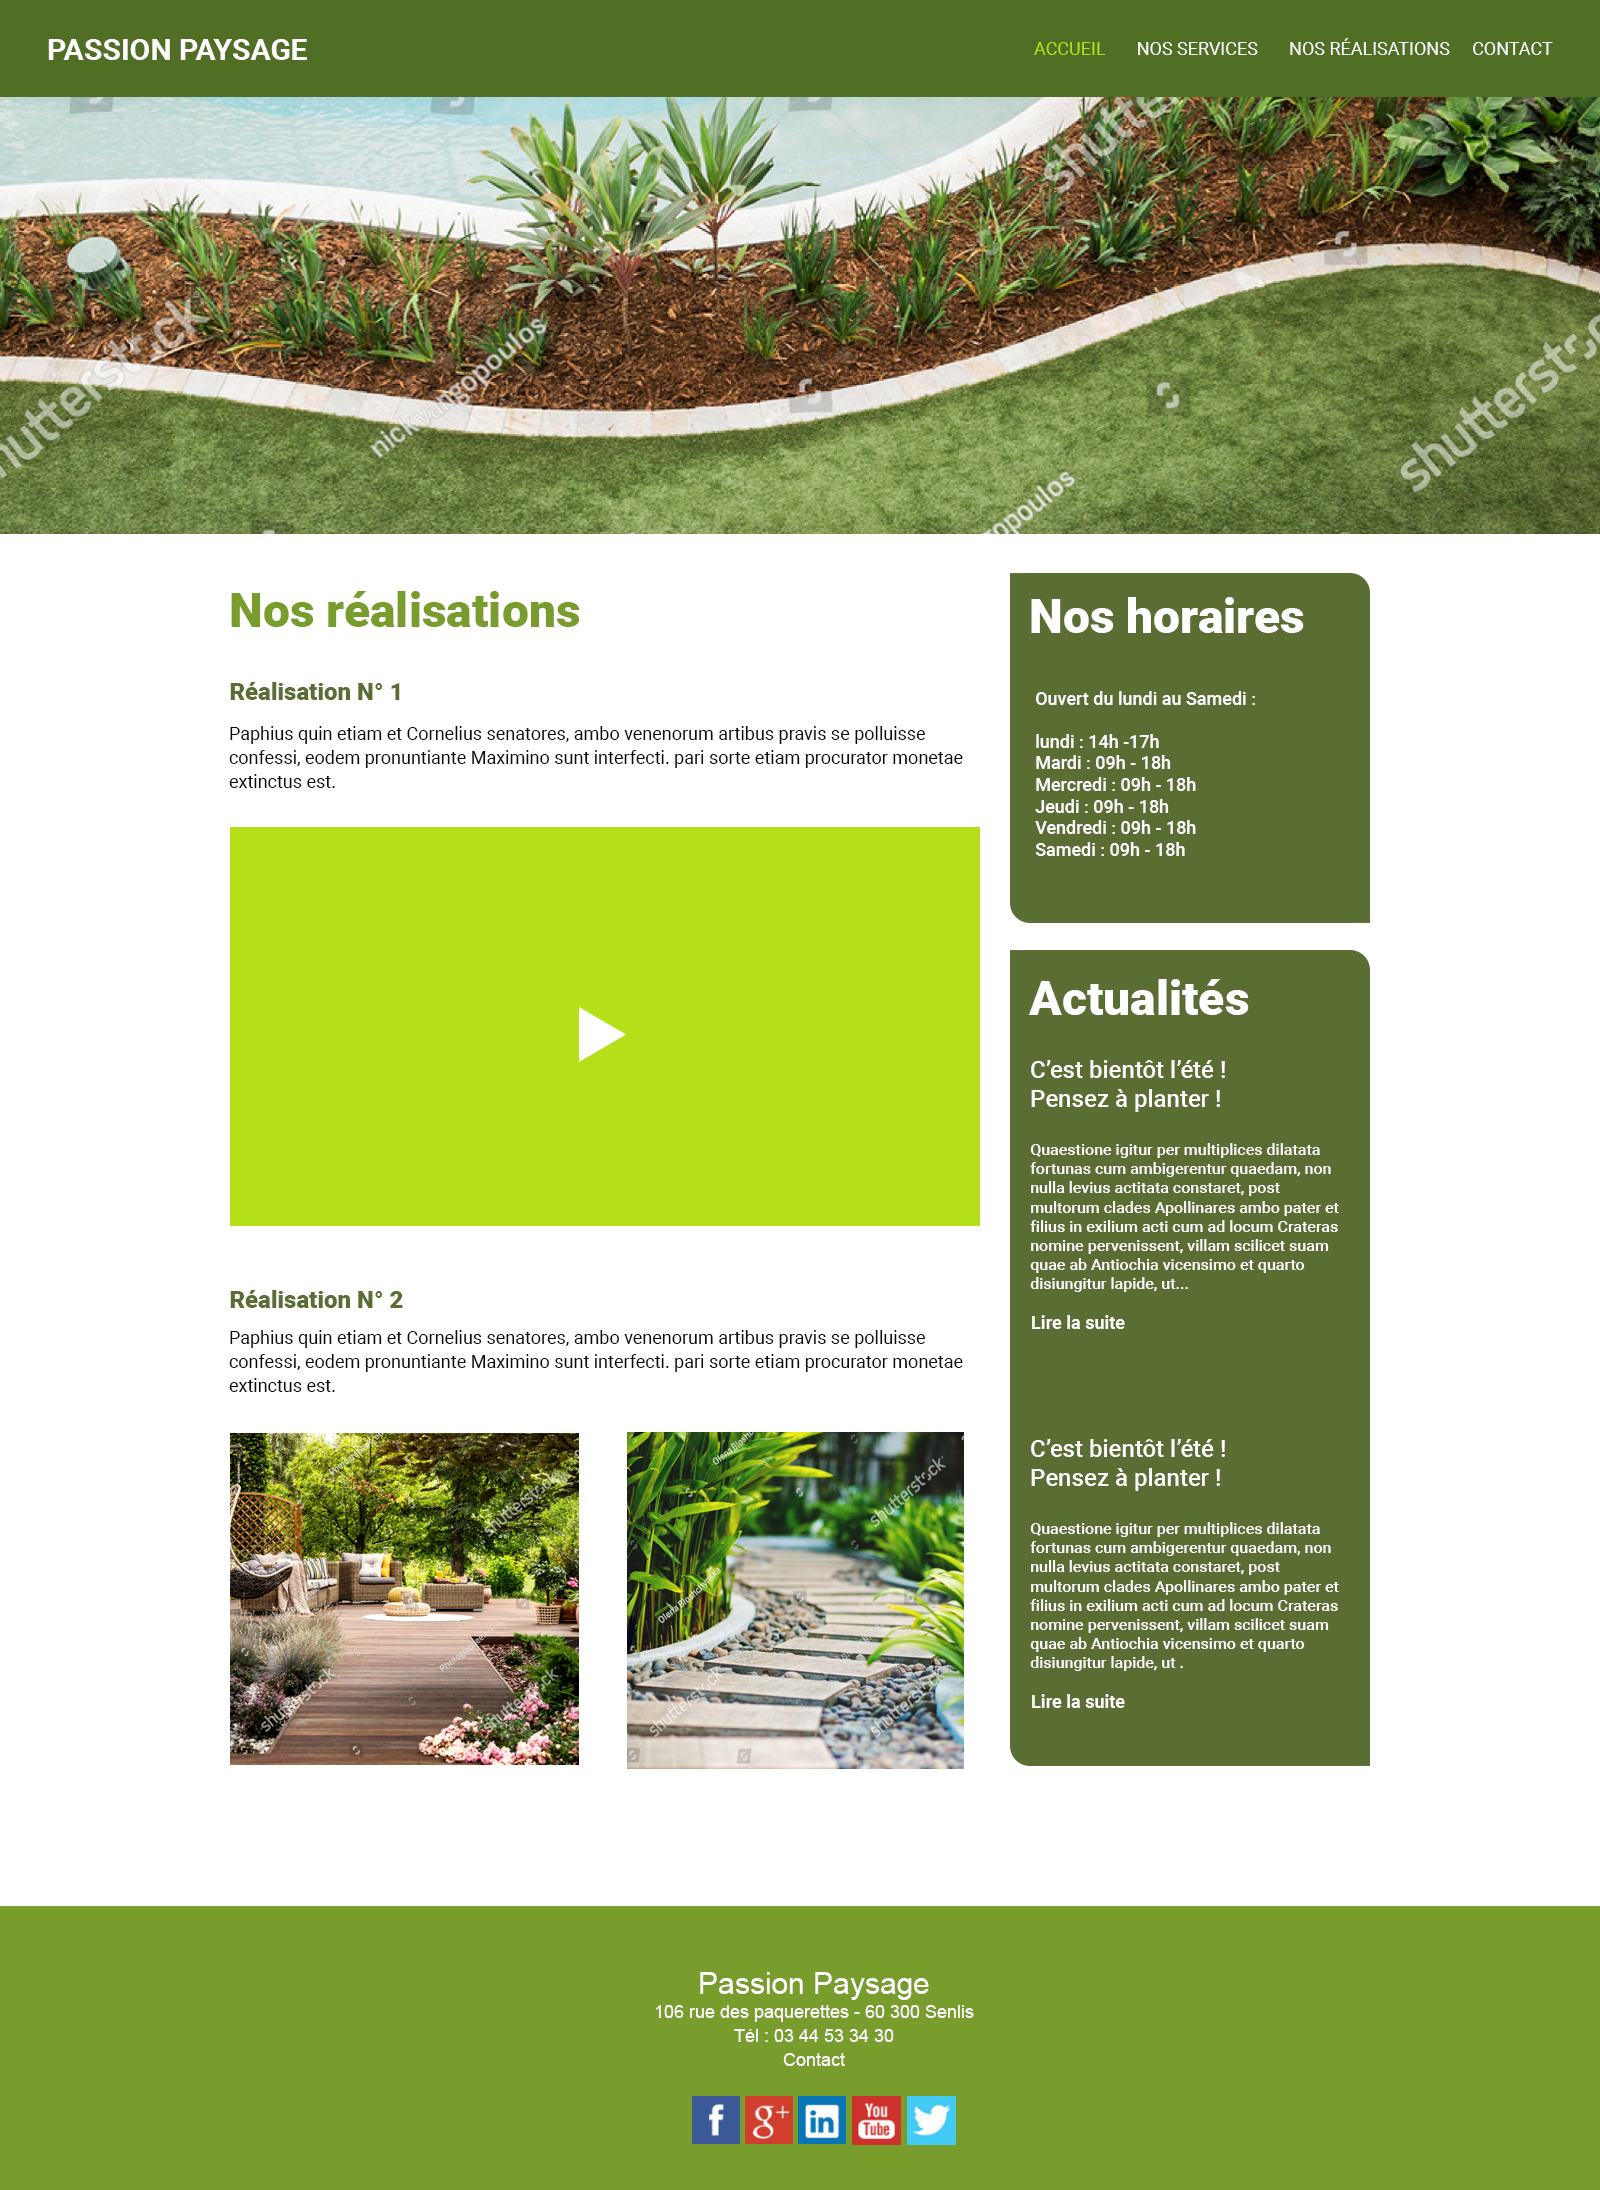 PASSION PAYSAGE
ACCUEIL NOS SERVICES NOS RÉALISATIONS CONTACT
shutterstock
nick vangopoulos
shutterstock
Nos réalisations
Réalisation N° 1
Paphius quin etiam et Cornelius senatores, ambo venenorum artibus pravis se polluisse
confessi, eodem pronuntiante Maximino sunt interfecti. pari sorte etiam procurator monetae
extinctus est.
Réalisation N° 2
Paphius quin etiam et Cornelius senatores, ambo venenorum artibus pravis se polluisse
confessi, eodem pronuntiante Maximino sunt interfecti. pari sorte etiam procurator monetae
extinctus est.
shutterstock
shutterstock
shutterstock
shutterstock
shutterstock
shutterstock
Nos horaires
Ouvert du lundi au Samedi :
lundi : 14h -17h
Mardi : 09h - 18h
Mercredi : 09h - 18h
Jeudi : 09h - 18h
Vendredi : 09h - 18h
Samedi : 09h - 18h
Actualités
C’est bientôt l’été !
Pensez à planter !
Quaestione igitur per multiplices dilatata
fortunas cum ambigerentur quaedam, non
nulla levius actitata constaret, post
multorum clades Apollinares ambo pater et
filius in exilium acti cum ad locum Crateras
nomine pervenissent, villam scilicet suam
quae ab Antiochia vicensimo et quarto
disiungitur lapide, ut...
Lire la suite
C’est bientôt l’été !
Pensez à planter !
Quaestione igitur per multiplices dilatata
fortunas cum ambigerentur quaedam, non
nulla levius actitata constaret, post
multorum clades Apollinares ambo pater et
filius in exilium acti cum ad locum Crateras
nomine pervenissent, villam scilicet suam
quae ab Antiochia vicensimo et quarto
disiungitur lapide, ut .
Lire la suite
Passion Paysage
106 rue des paquerettes - 60 300 Senlis
Tél : 03 44 53 34 30
Contact
f g+ in You Tube